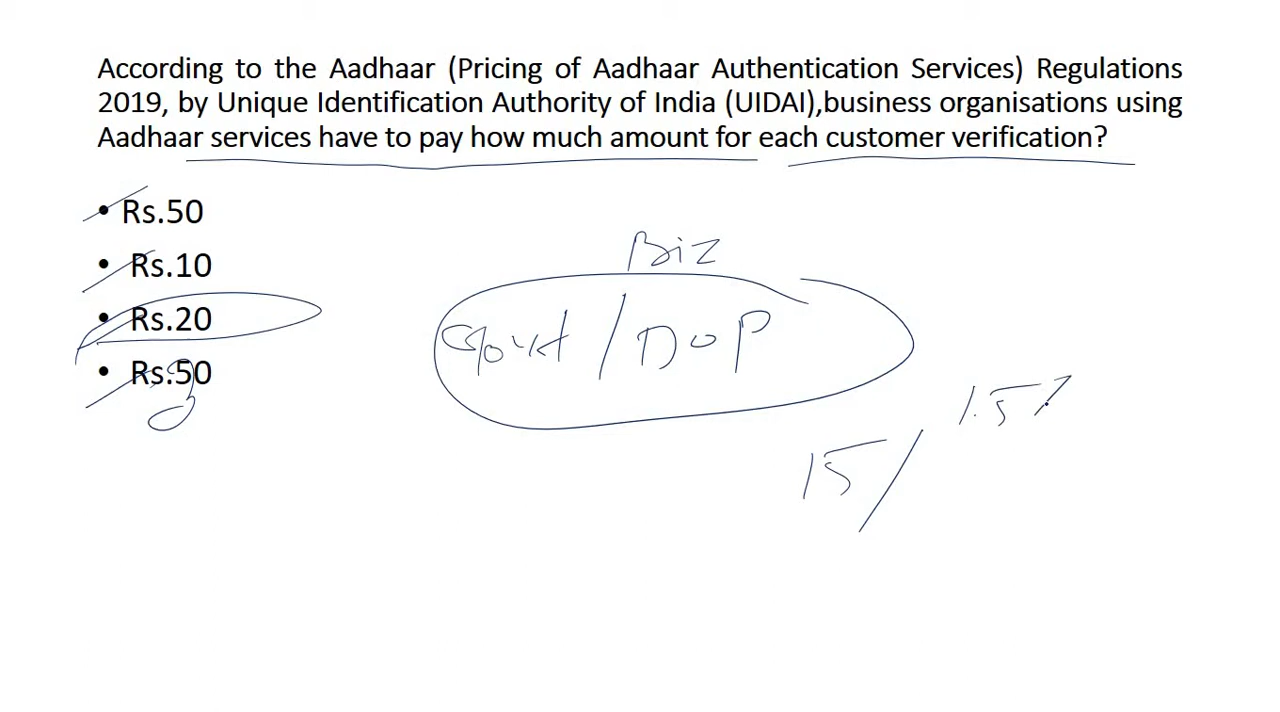 According to the Aadhaar (Pricing of Aadhaar Authentication Services) Regulations
2019, by Unique Identification Authority of India (UIDAI),business organisations using
Aadhaar services have to pay how much amount for each customer verification?
• Rs.50
Biz
• Rs.10
• Rs.20
Govt / DoP
• Rs.50
1.5%
15/